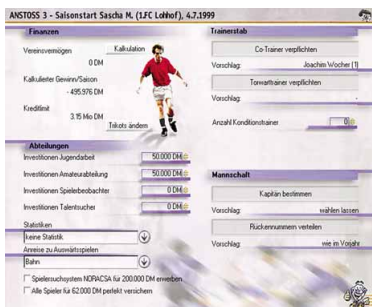 ANSTOSS 3 - Saisonstart Sascha M. (1.FC Lohhof), 4.7.1999
Finanzen
Vereinsvermögen
Kalkulation
0 DM
Kalkulierter Gewinn/Saison
- 495.976 DM
Kreditlimit
3.15 Mio DM
Trikots ändern
Abteilungen
Investitionen Jugendarbeit
50.000 DM
Investitionen Amateurabteilung
50.000 DM
Investitionen Spielerbeobachter
0 DM
Investitionen Talentsucher
0 DM
Statistiken
keine Statistik
Anreise zu Auswärtsspielen
Bahn
Spielersuchsystem NORACSA für 200.000 DM erwerben
Alle Spieler für 62.000 DM perfekt versichern
Trainerstab
Co-Trainer verpflichten
Vorschlag:
Joachim Wocher (1)
Torwarttrainer verpflichten
Vorschlag:
-
Anzahl Konditionstrainer
0
Mannschaft
Kapitän bestimmen
Vorschlag:
wählen lassen
Rückennummern verteilen
Vorschlag:
wie im Vorjahr